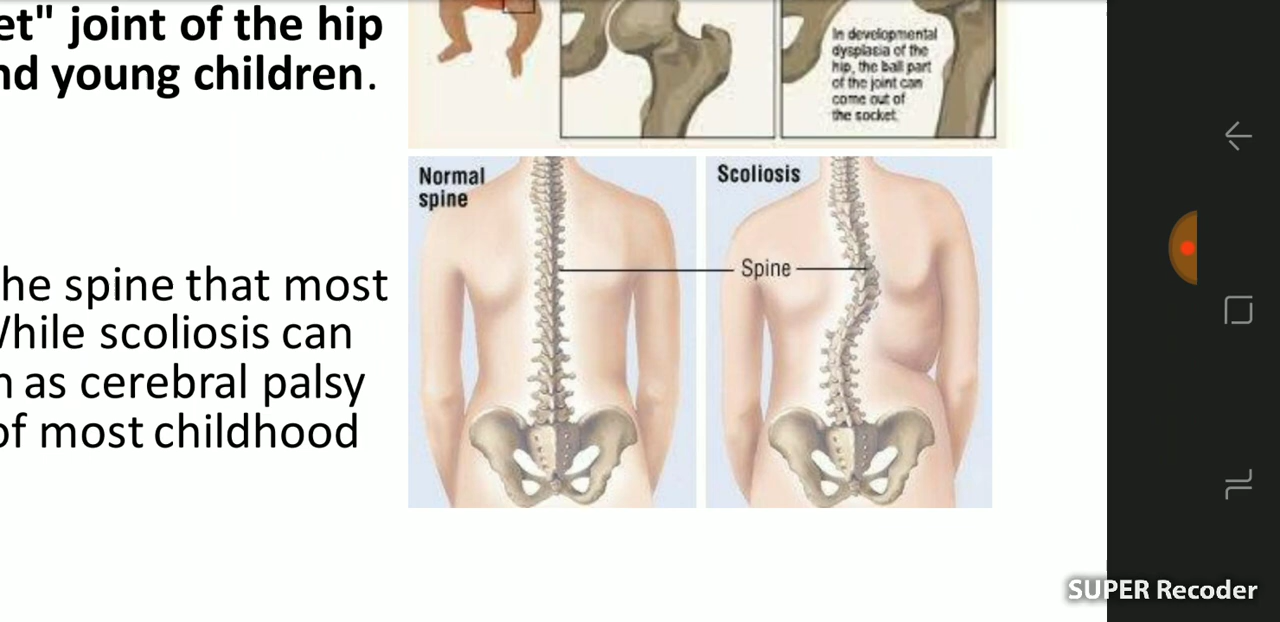 et" joint of the hip
nd young children.
In developmental
dysplasia of the
hip, the ball part
of the joint can
come out of
the socket.
Normal
spine
Scoliosis
Spine
he spine that most
While scoliosis can
h as cerebral palsy
of most childhood
SUPER Recoder